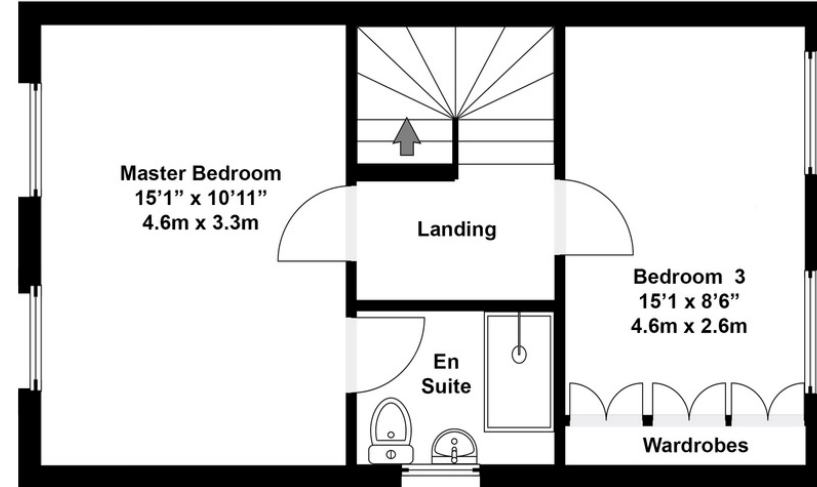 Master Bedroom
15’1” x 10’11”
4.6m x 3.3m
Landing
Bedroom 3
15’1 x 8’6”
4.6m x 2.6m
En
Suite
Wardrobes